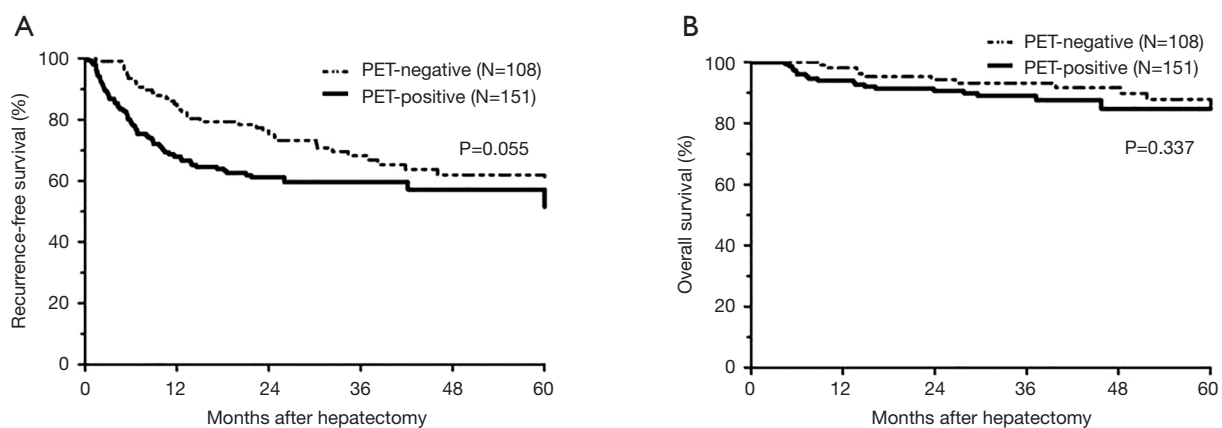 A
Recurrence-free survival (%)
100
80
60
40
20
0
PET-negative (N=108)
PET-positive (N=151)
P=0.055
0 12 24 36 48 60
Months after hepatectomy
B
Overall survival (%)
100
80
60
40
20
0
PET-negative (N=108)
PET-positive (N=151)
P=0.337
0 12 24 36 48 60
Months after hepatectomy